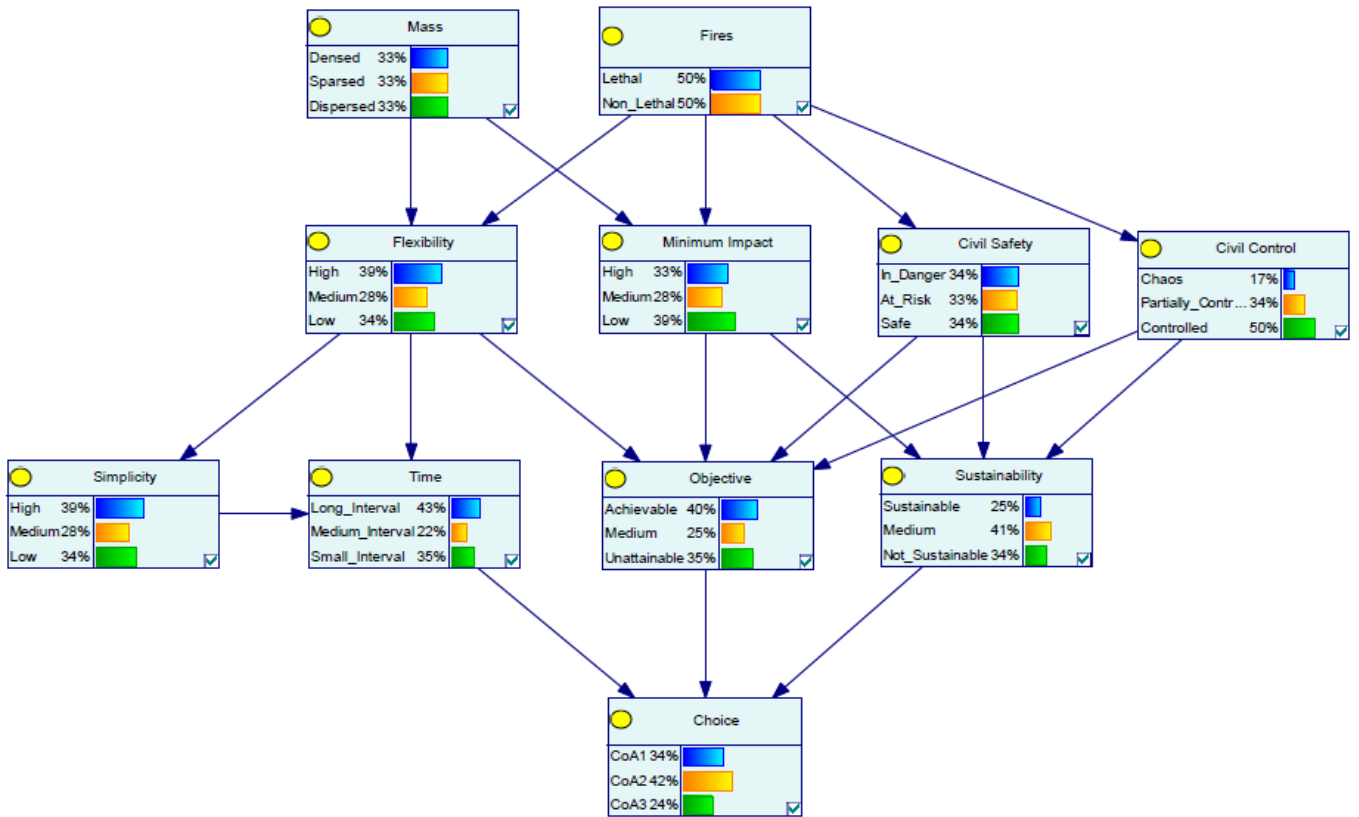 Mass
Densed 33%
Sparsed 33%
Dispersed 33%
Fires
Lethal 50%
Non_Lethal 50%
Flexibility
High 39%
Medium 28%
Low 34%
Minimum Impact
High 33%
Medium 28%
Low 39%
Civil Safety
In_Danger 34%
At_Risk 33%
Safe 34%
Civil Control
Chaos 17%
Partially_Contr... 34%
Controlled 50%
Simplicity
High 39%
Medium 28%
Low 34%
Time
Long_Interval 43%
Medium_Interval 22%
Small_Interval 35%
Objective
Achievable 40%
Medium 25%
Unattainable 35%
Sustainability
Sustainable 25%
Medium 41%
Not_Sustainable 34%
Choice
CoA1 34%
CoA2 42%
CoA3 24%